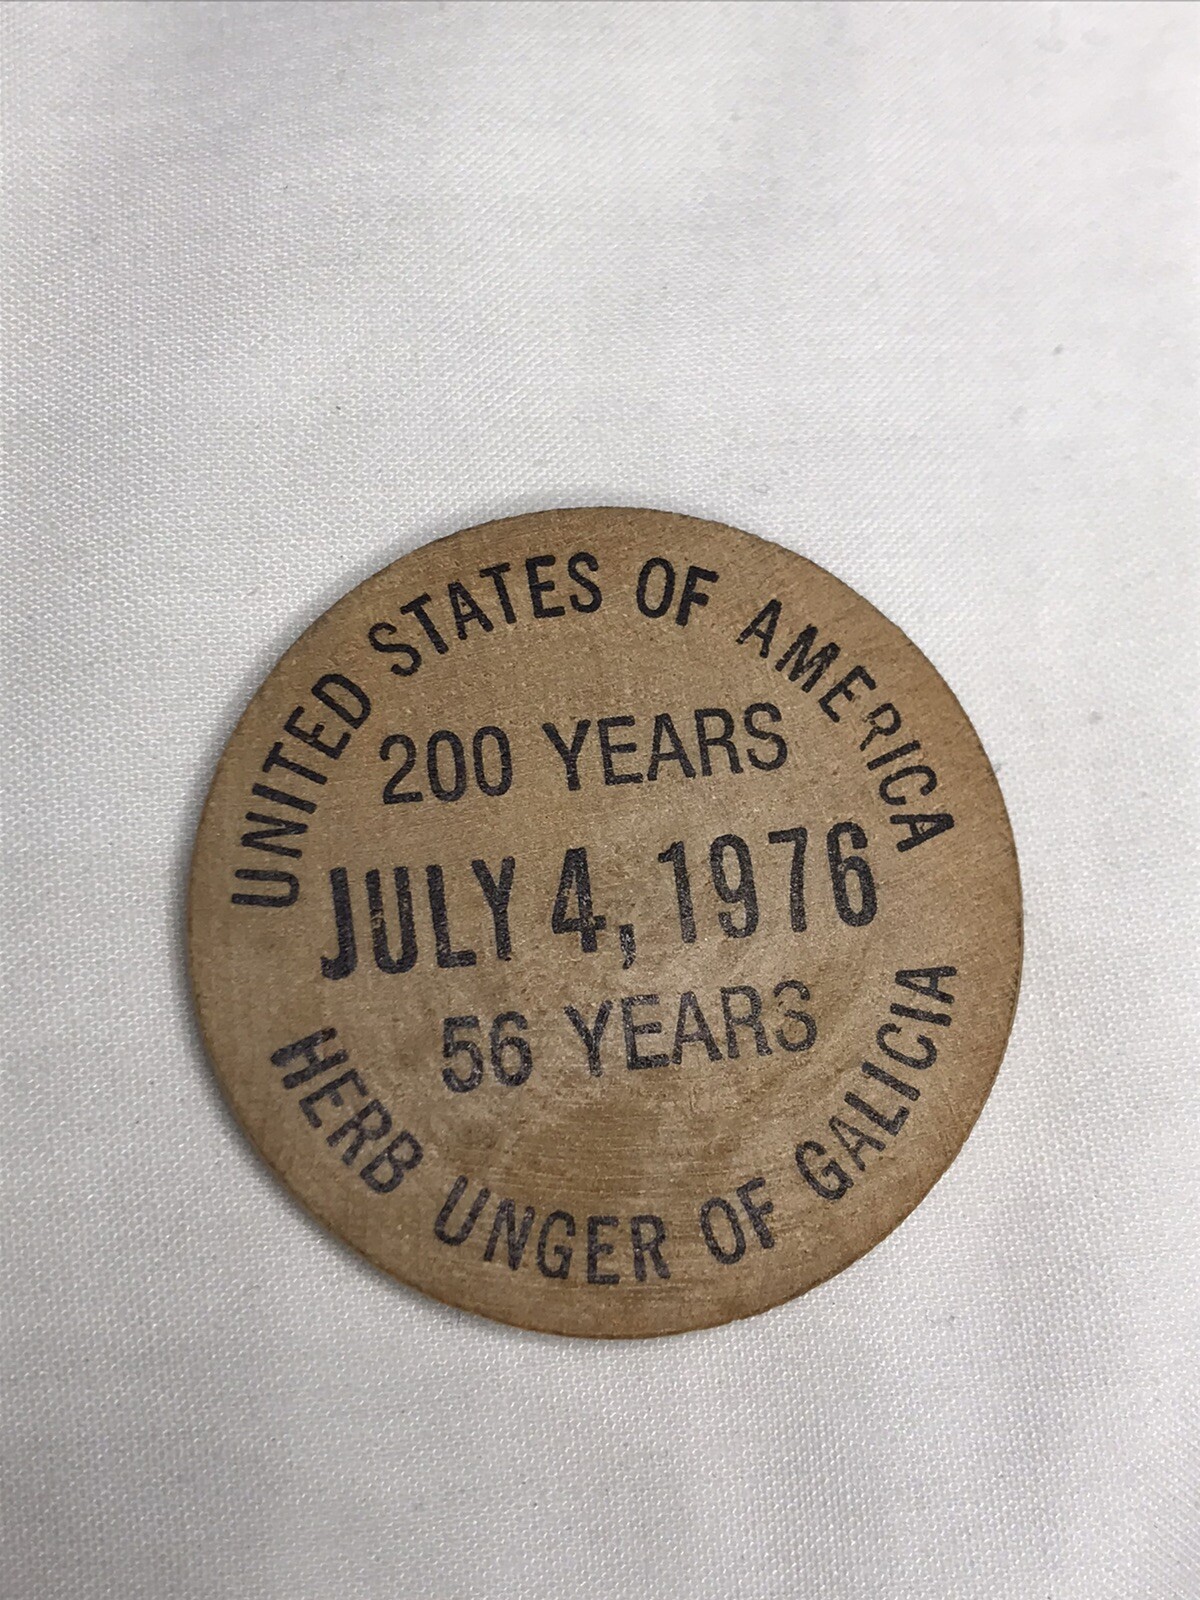 UNITED STATES OF AMERICA
200 YEARS
JULY 4, 1976
56 YEARS
HERB UNGER OF GALICIA